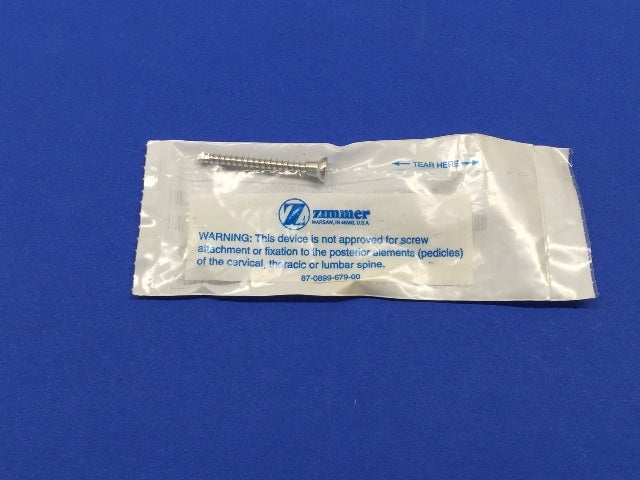 TEAR HERE
Z zimmer
WARSAW, IN 46580, U.S.A
WARNING: This device is not approved for screw
attachment or fixation to the posterior elements (pedicles)
of the cervical, thoracic or lumbar spine.
87-0899-679-00